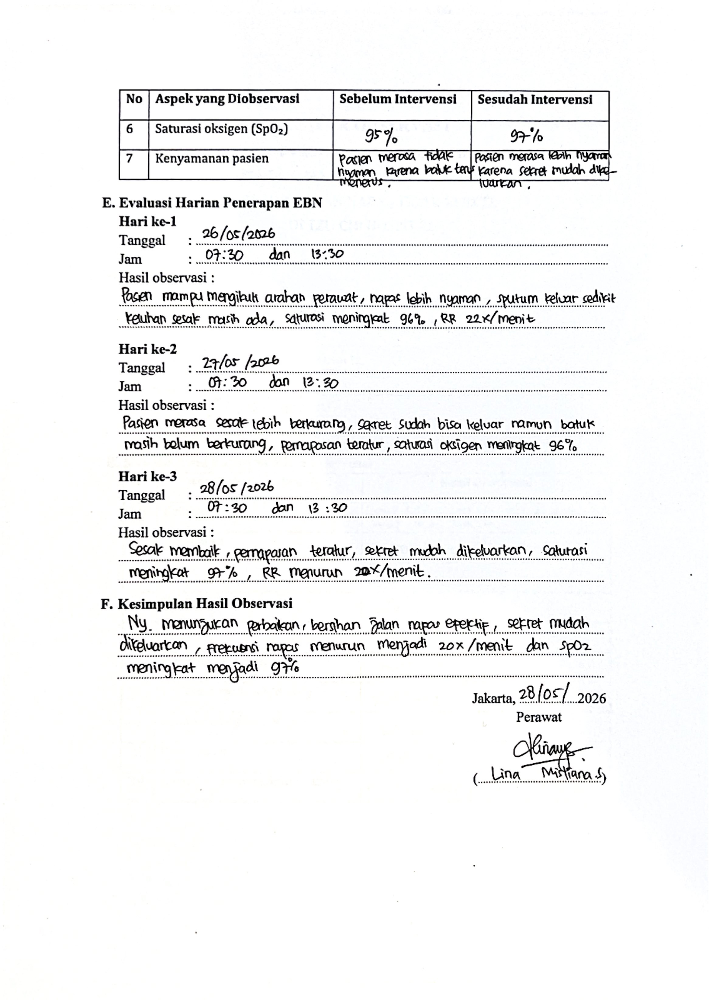 No Aspek yang Diobservasi Sebelum Intervensi Sesudah Intervensi
6 Saturasi oksigen (SpO₂) 95% 97%
7 Kenyamanan pasien
Pasien merasa tidak
nyaman karena batuk terus
menerus.
Pasien merasa lebih nyaman
karena sekret mudah dike-
luarkan.
E. Evaluasi Harian Penerapan EBN
Hari ke-1
Tanggal : 26/05/2026
Jam : 07:30 dan 13:30
Hasil observasi :
Pasen mampu mengikuti arahan perawat, napas lebih nyaman, sputum keluar sedikit
keluhan sesak masih ada, saturasi meningkat 96%, RR 22x/menit
Hari ke-2
Tanggal : 27/05/2026
Jam : 07:30 dan 13:30
Hasil observasi :
Pasien merasa sesak lebih berkurang, sekret sudah bisa keluar namun batuk
masih belum berkurang, pernapasan teratur, saturasi oksigen meningkat 96%
Hari ke-3
Tanggal : 28/05/2026
Jam : 07:30 dan 13:30
Hasil observasi :
Sesak membaik, pernapasan teratur, sekret mudah dikeluarkan, saturasi
meningkat 97%, RR menurun 20x/menit.
F. Kesimpulan Hasil Observasi
Ny. menunjukan perbaikan, bersihan jalan napas efektif, sekret mudah
dikeluarkan, frekuensi napas menurun menjadi 20x/menit dan spO2
meningkat menjadi 97%
Jakarta, 28/05/ 2026
Perawat
(Lina Mistiana.S)